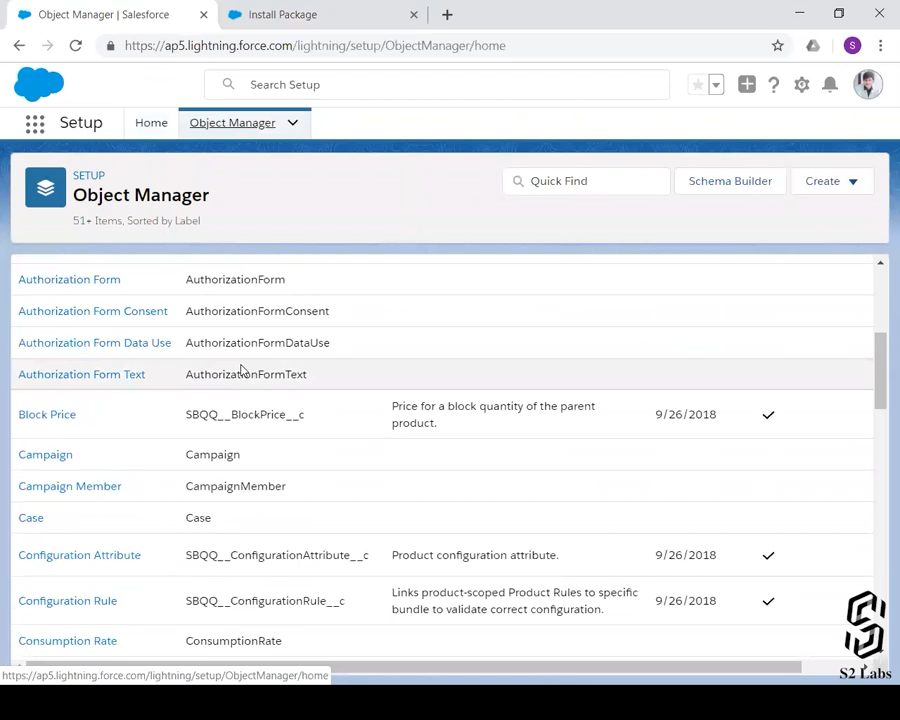 Object Manager | Salesforce
Install Package
https://ap5.lightning.force.com/lightning/setup/ObjectManager/home
S
Search Setup
Setup
Home
Object Manager
SETUP
Object Manager
51+ Items, Sorted by Label
Quick Find
Schema Builder
Create
Authorization Form AuthorizationForm
Authorization Form Consent AuthorizationFormConsent
Authorization Form Data Use AuthorizationFormDataUse
Authorization Form Text AuthorizationFormText
Block Price SBQQ__BlockPrice__c Price for a block quantity of the parent 9/26/2018
product.
Campaign Campaign
Campaign Member CampaignMember
Case Case
Configuration Attribute SBQQ__ConfigurationAttribute__c Product configuration attribute. 9/26/2018
Configuration Rule SBQQ__ConfigurationRule__c Links product-scoped Product Rules to specific 9/26/2018
bundle to validate correct configuration.
Consumption Rate ConsumptionRate
https://ap5.lightning.force.com/lightning/setup/ObjectManager/home
S2 Labs